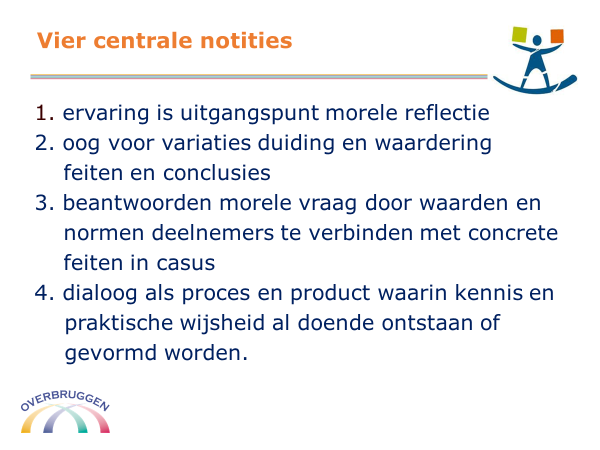 Vier centrale notities
1. ervaring is uitgangspunt morele reflectie
2. oog voor variaties duiding en waardering
feiten en conclusies
3. beantwoorden morele vraag door waarden en
normen deelnemers te verbinden met concrete
feiten in casus
4. dialoog als proces en product waarin kennis en
praktische wijsheid al doende ontstaan of
gevormd worden.
OVERBRUGGEN